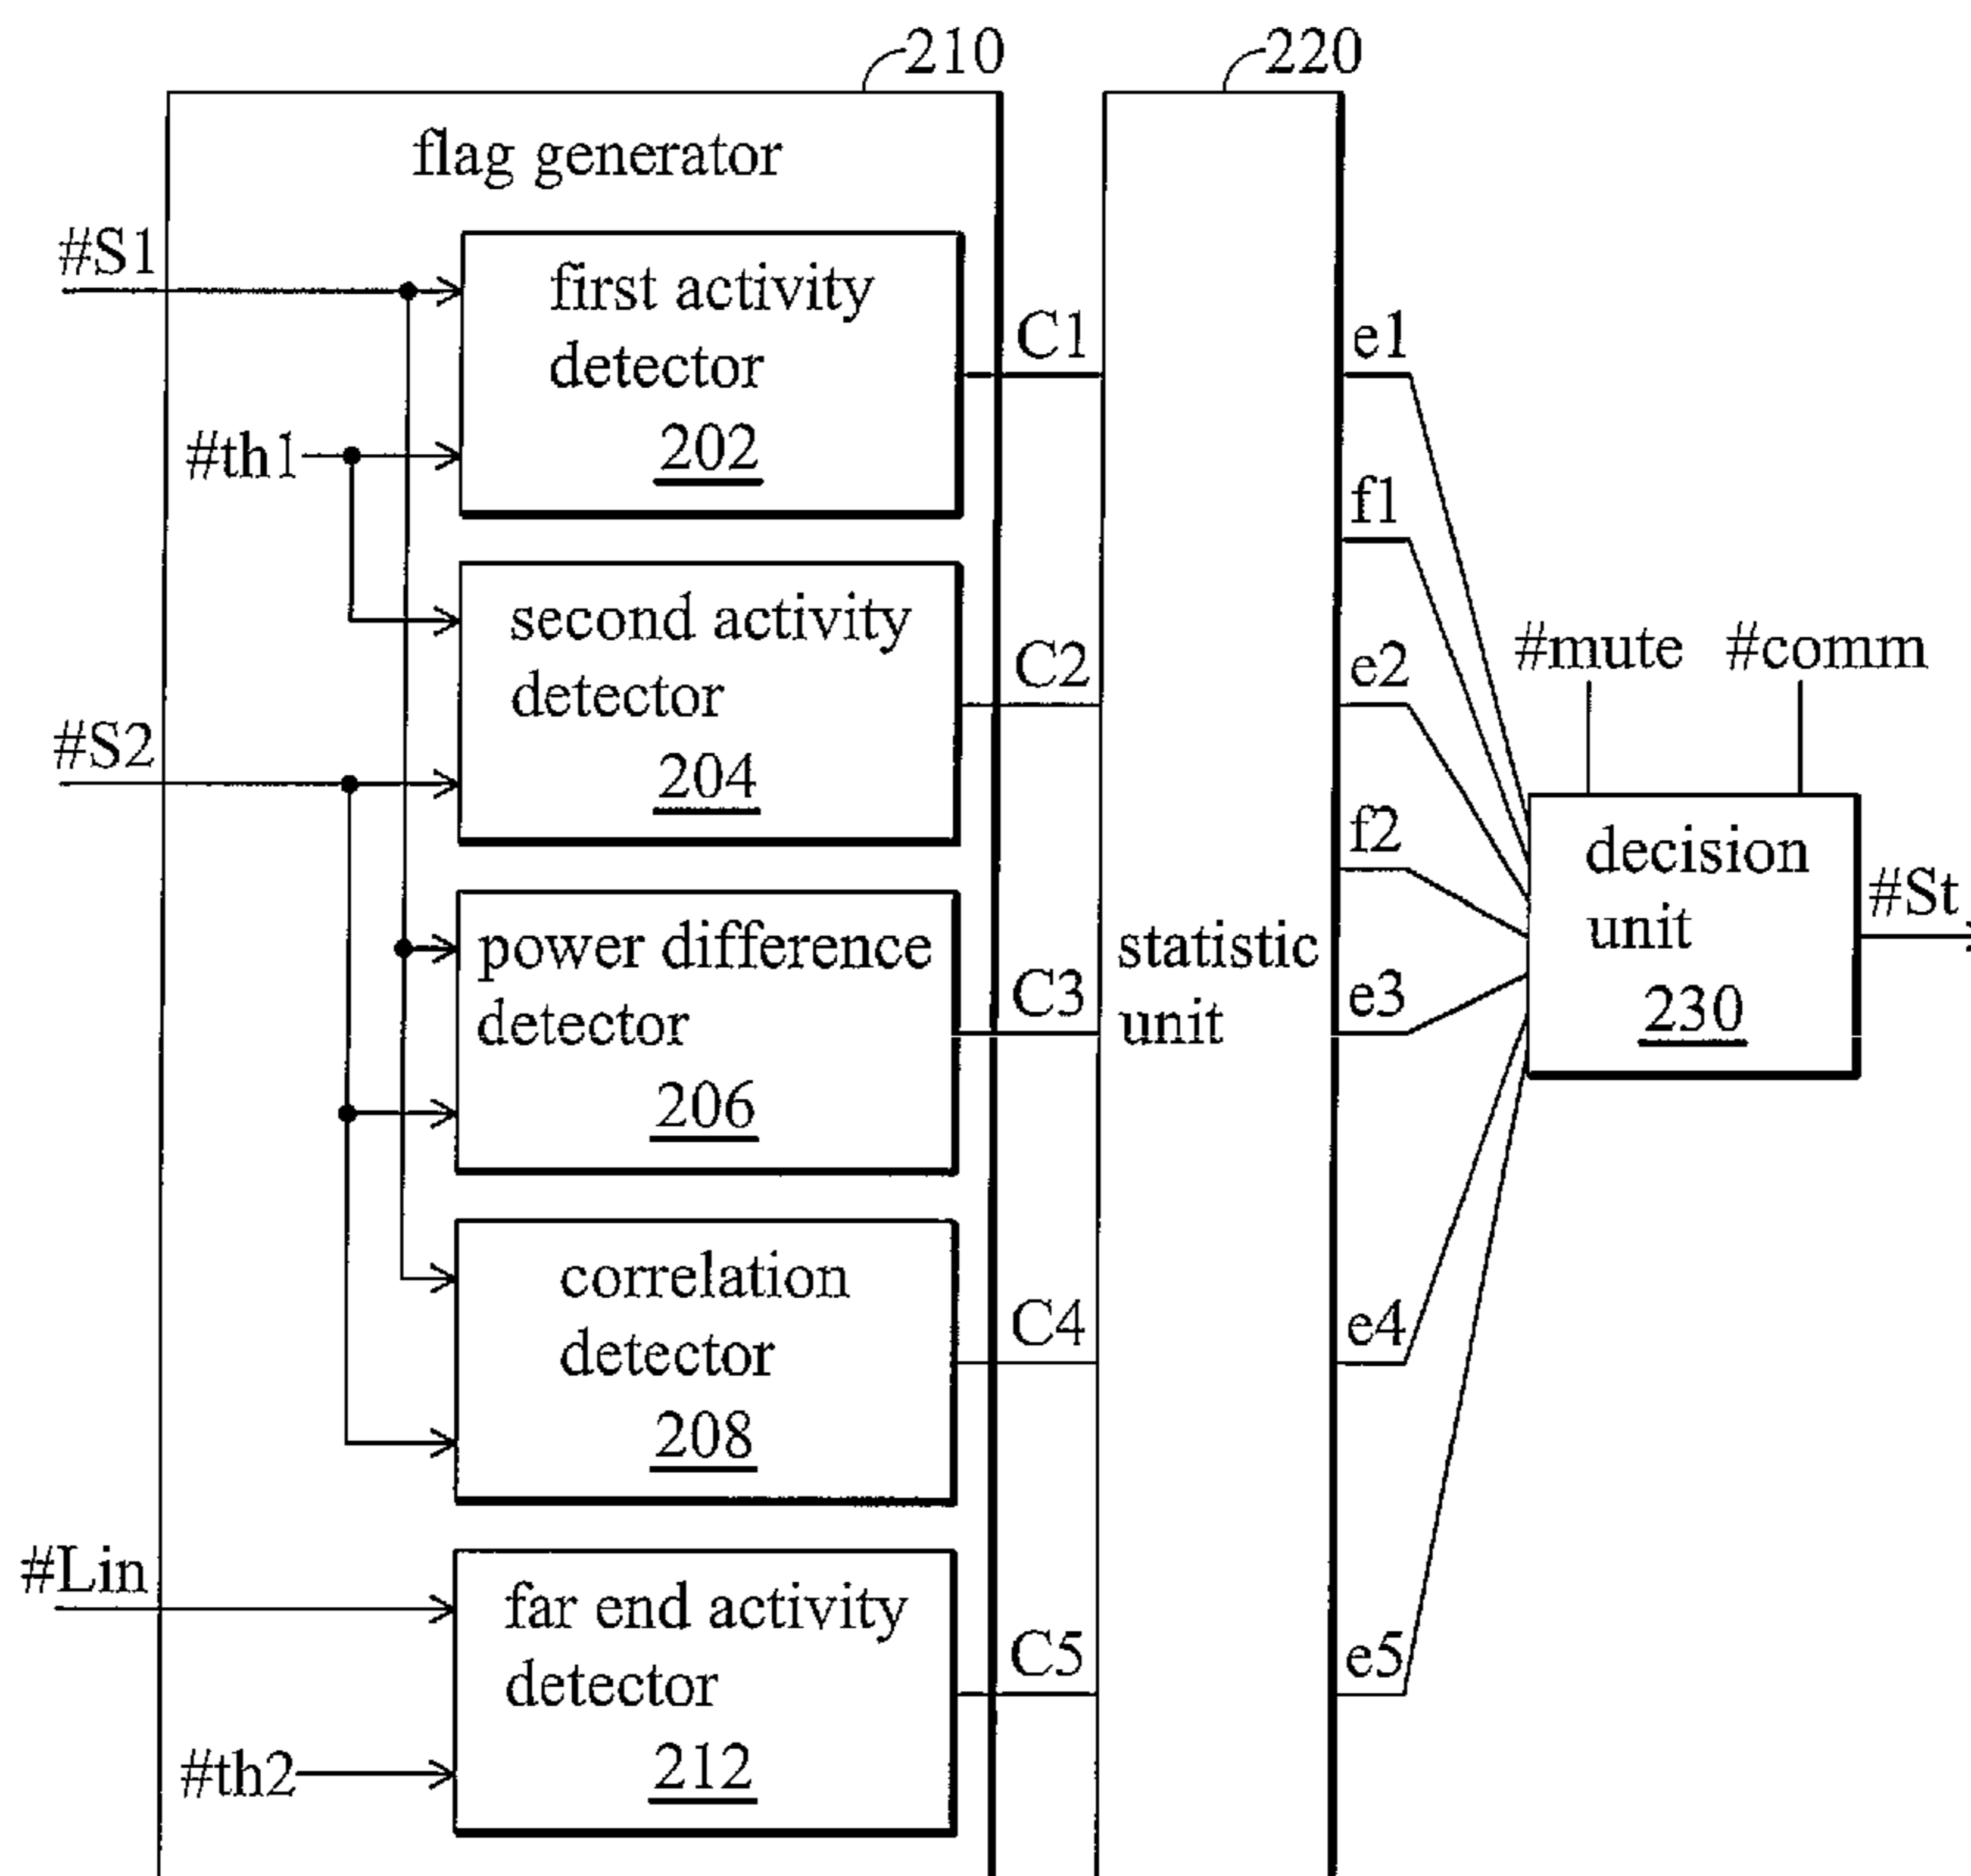 210
220
flag generator
#S1
first activity
detector
202
#th1
C1
second activity
detector
204
#S2
C2
power difference
detector
206
C3
correlation
detector
208
C4
#Lin
far end activity
detector
212
#th2
C5
statistic
unit
e1
f1
e2
f2
e3
e4
e5
#mute
#comm
decision
unit
230
#St